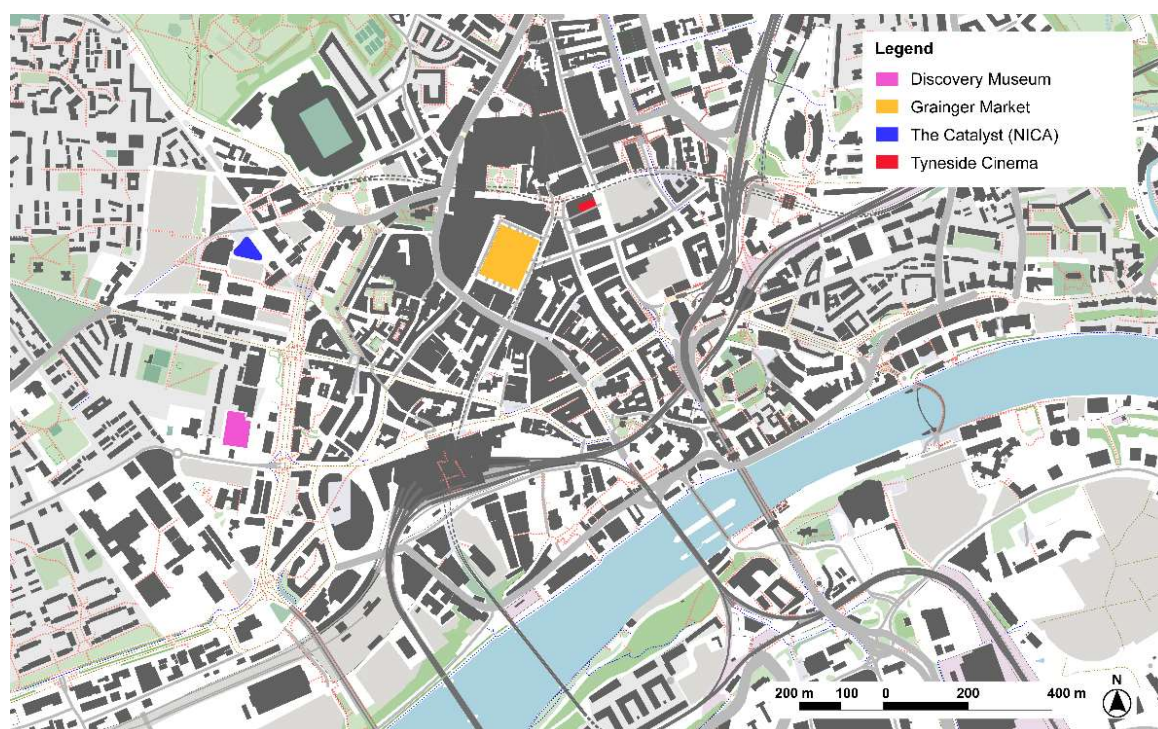 Legend
Discovery Museum
Grainger Market
The Catalyst (NICA)
Tyneside Cinema
200 m 100 0 200 400 m
N